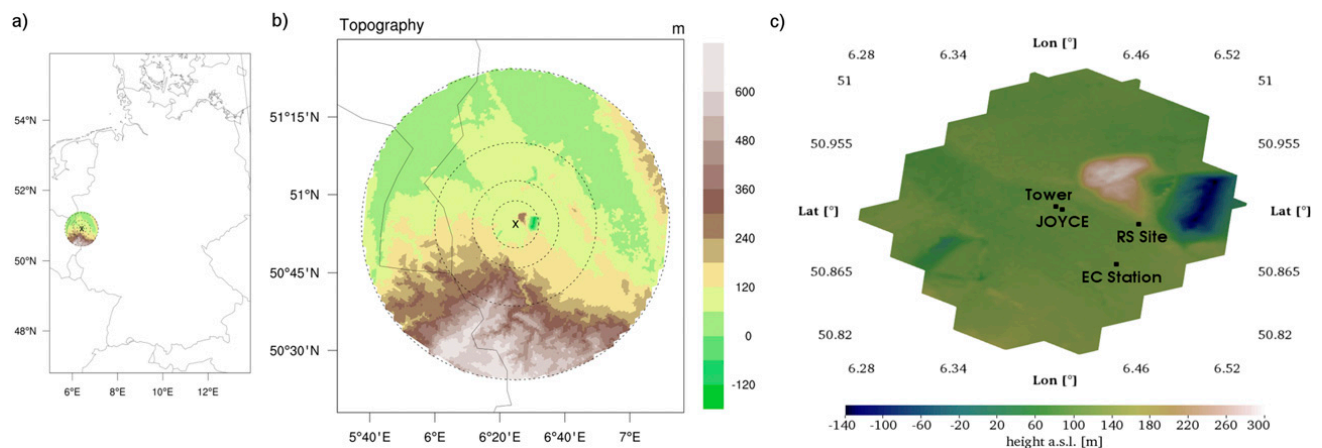 a)
54°N
52°N
50°N
48°N
6°E 8°E 10°E 12°E
b)
Topography m
51°15'N
51°N
50°45'N
50°30'N
5°40'E 6°E 6°20'E 6°40'E 7°E
X
600
480
360
240
120
0
-120
c)
Lon [°]
6.28 6.34 6.46 6.52
51 51
50.955 50.955
Lat [°] Lat [°]
Tower
JOYCE
RS Site
EC Station
50.865 50.865
50.82 50.82
6.28 6.34 6.46 6.52
Lon [°]
-140 -100 -60 -20 20 60 100 140 180 220 260 300
height a.s.l. [m]